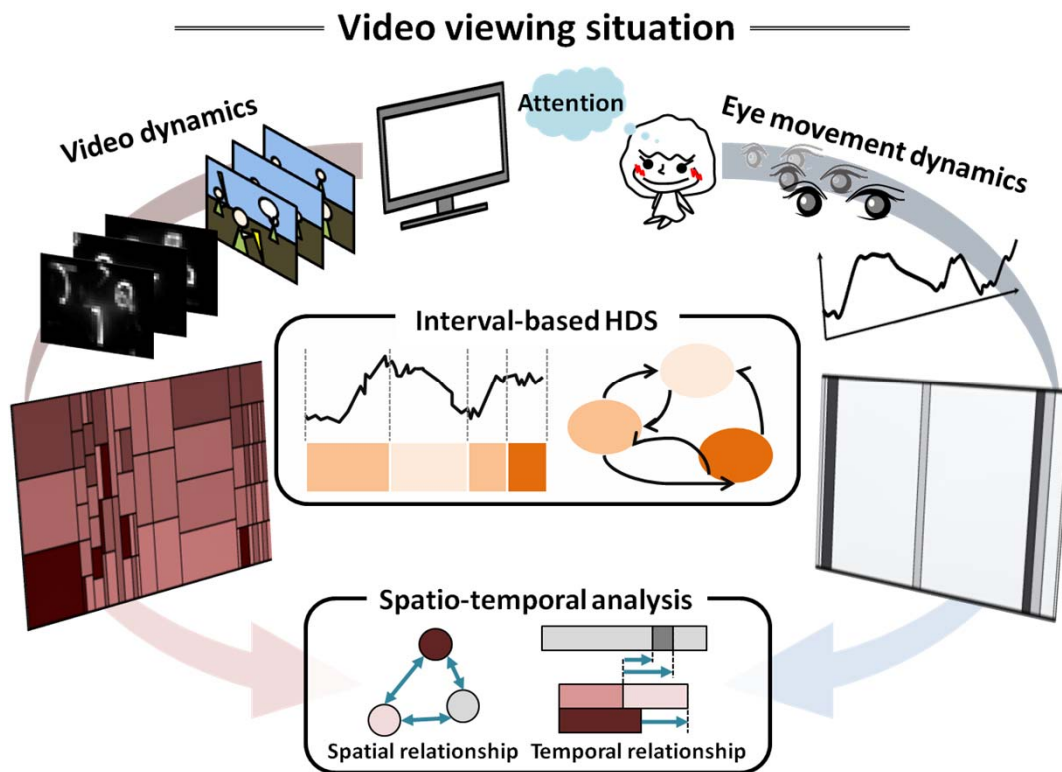 Video viewing situation
Video dynamics
Attention
Eye movement dynamics
Interval-based HDS
Spatio-temporal analysis
Spatial relationship
Temporal relationship